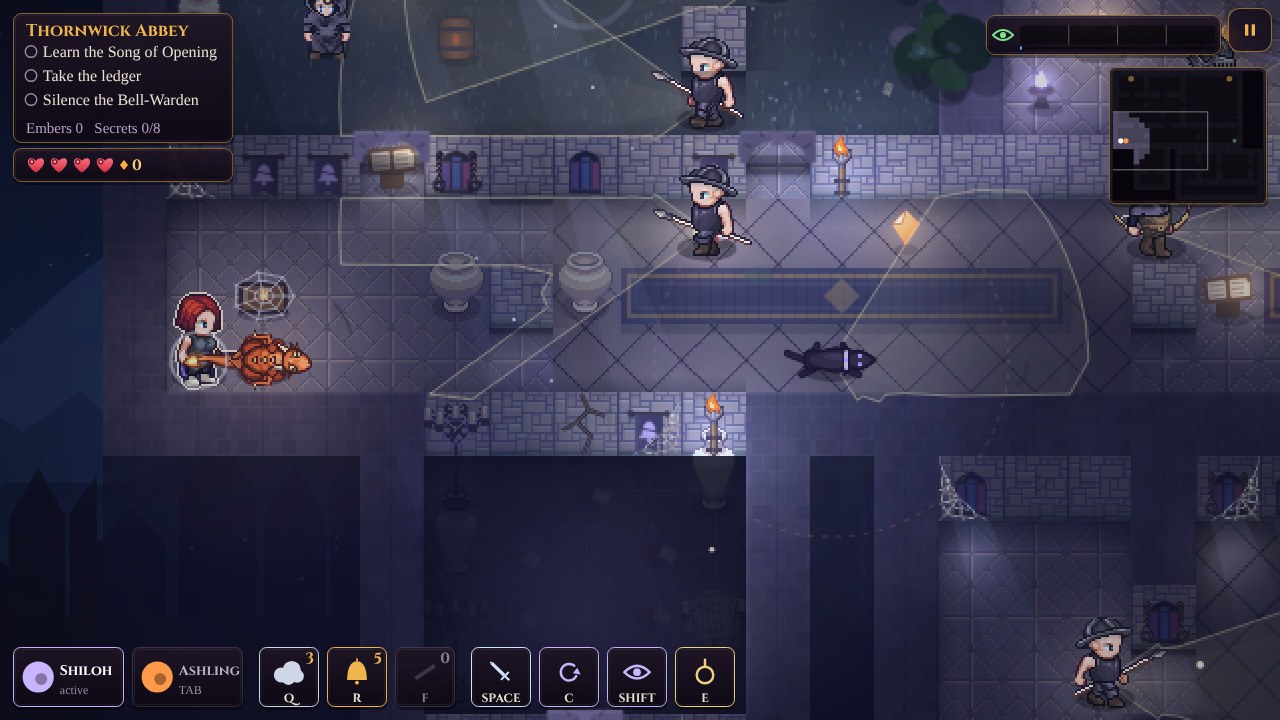 Thornwick Abbey
Learn the Song of Opening
Take the ledger
Silence the Bell-Warden
Embers 0 Secrets 0/8
0
Shiloh
active
Ashling
TAB
3
Q
5
R
0
F
SPACE
C
SHIFT
E